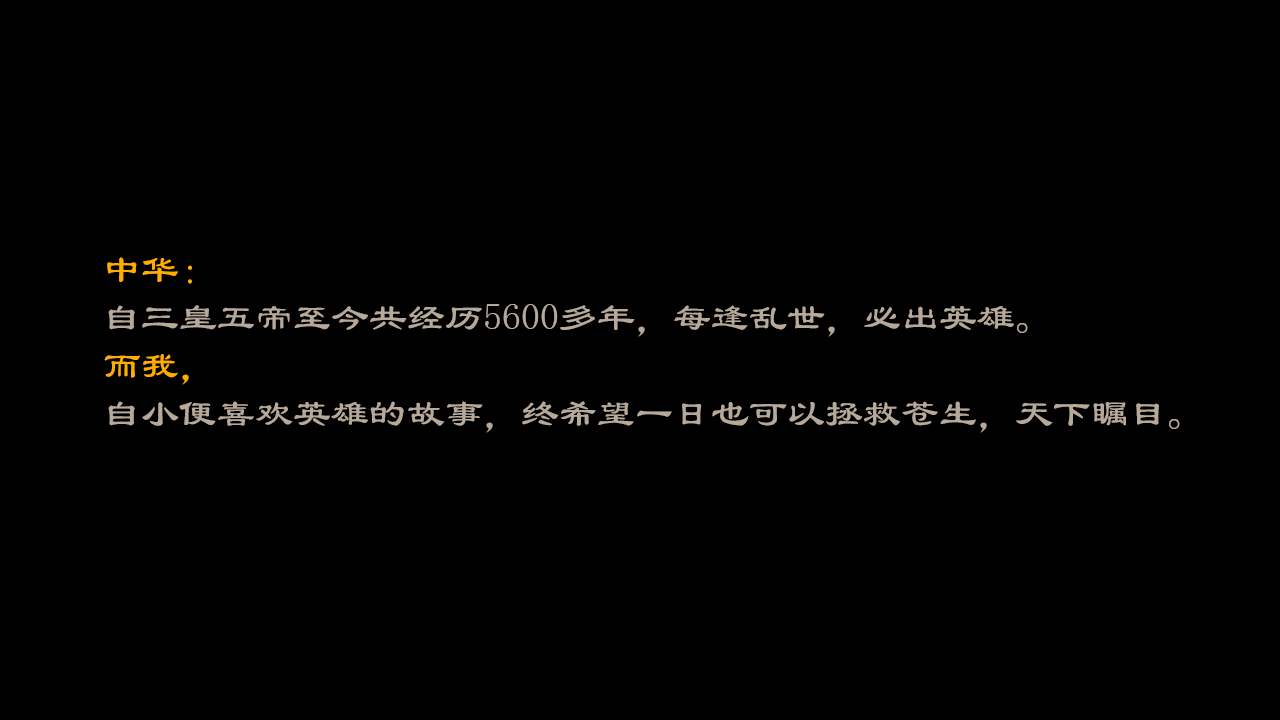 中华：
自三皇五帝至今共经历5600多年，每逢乱世，必出英雄。
而我，
自小便喜欢英雄的故事，终希望一日也可以拯救苍生，天下瞩目。